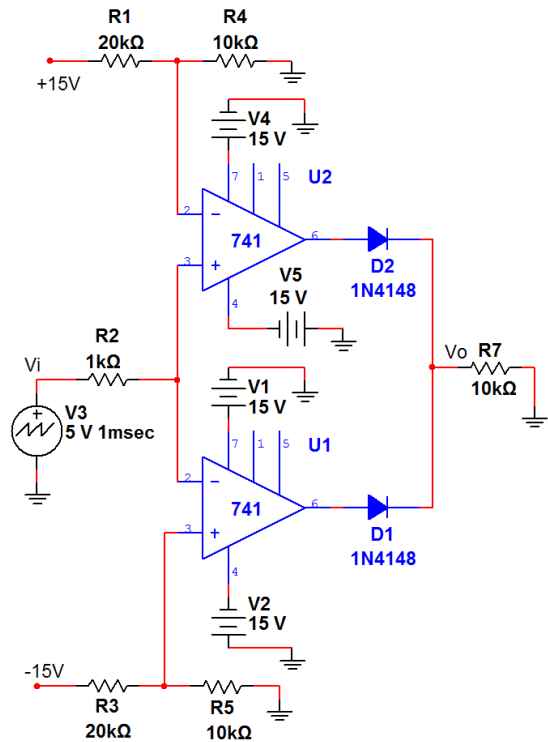 R1
20kΩ
R4
10kΩ
+15V
V4
15 V
7
1
5
U2
2
−
741
6
3
+
4
D2
1N4148
V5
15 V
Vi
R2
1kΩ
V3
5 V 1msec
+
Vo
R7
10kΩ
V1
15 V
7
1
5
U1
2
−
741
6
3
+
4
D1
1N4148
V2
15 V
-15V
R3
20kΩ
R5
10kΩ